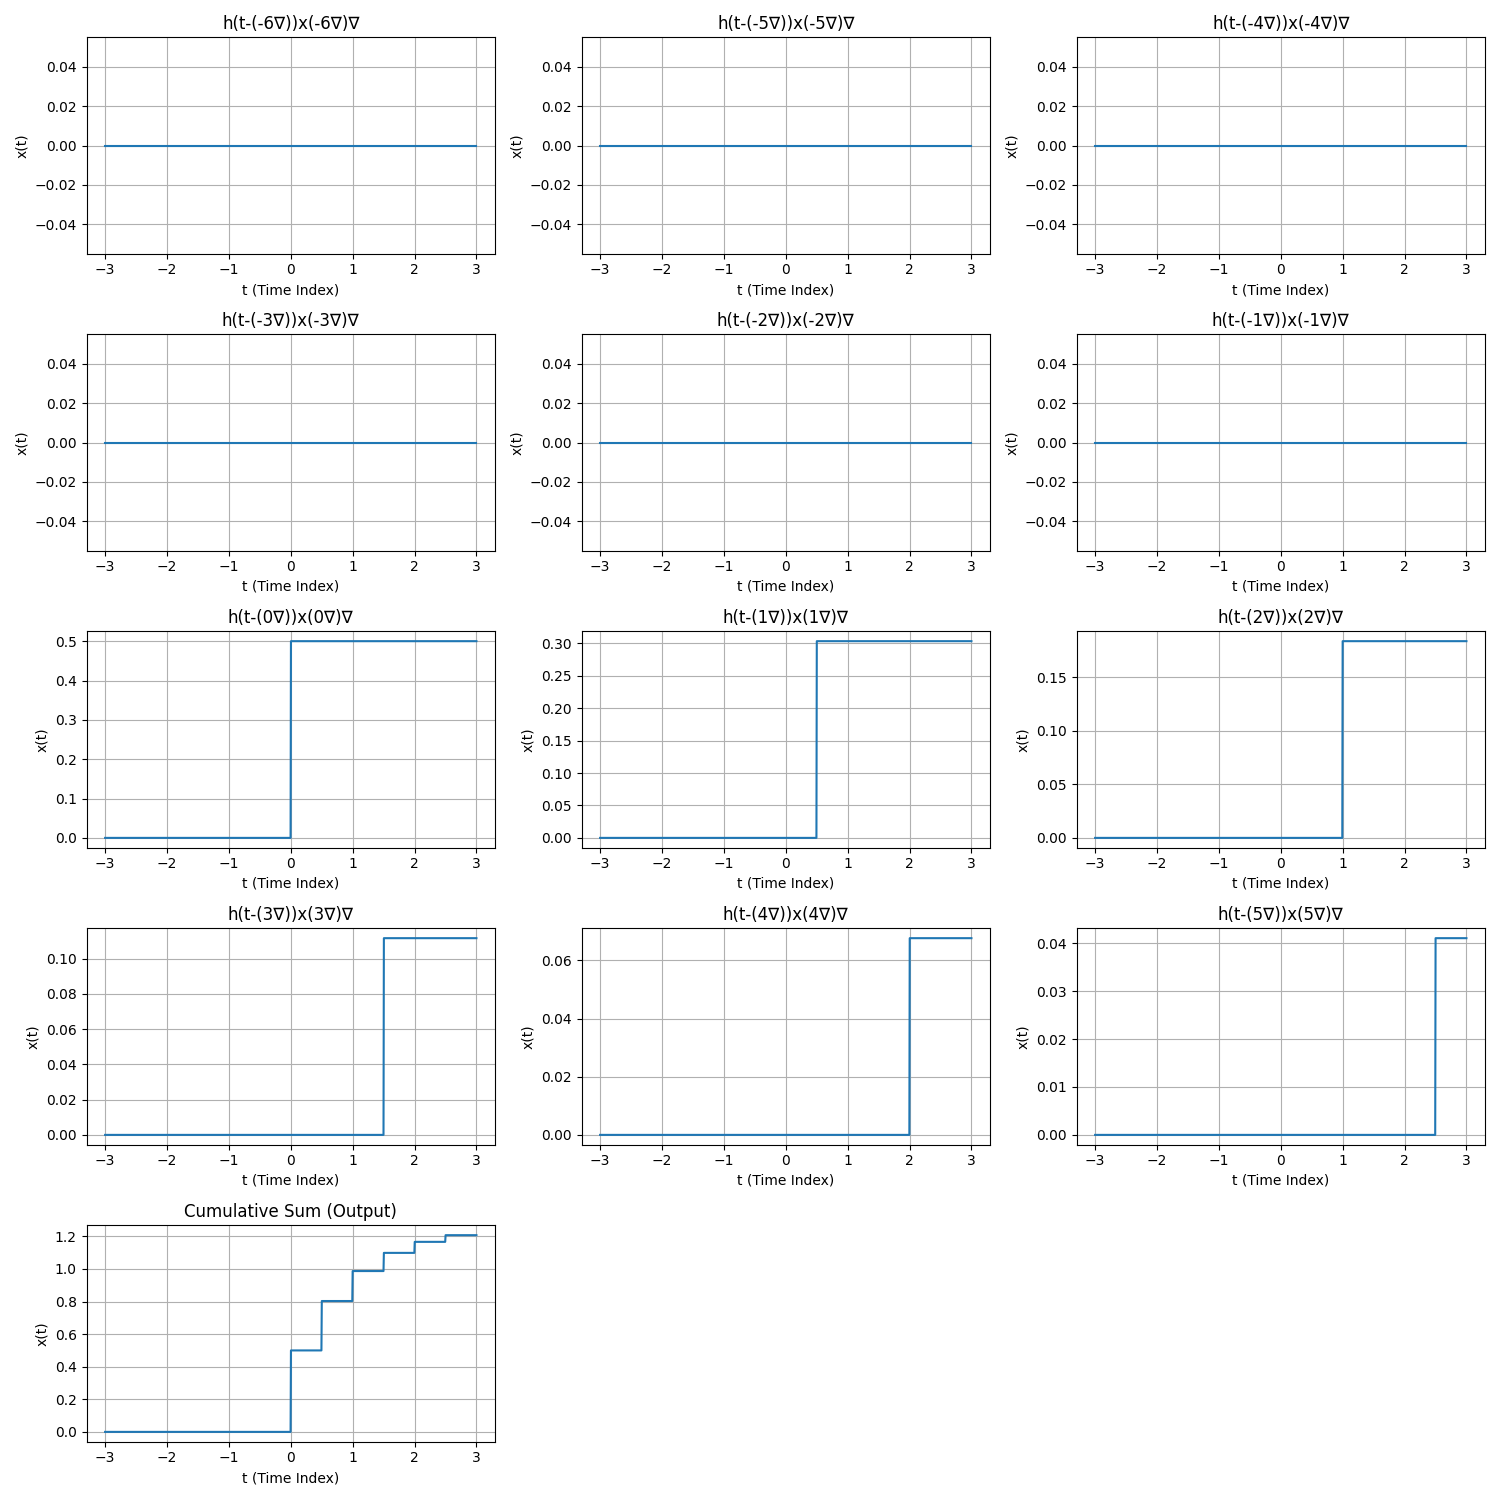 h(t-(-6∇))x(-6∇)∇
0.04
0.02
0.00
−0.02
−0.04
x(t)
−3 −2 −1 0 1 2 3
t (Time Index)
h(t-(-5∇))x(-5∇)∇
0.04
0.02
0.00
−0.02
−0.04
x(t)
−3 −2 −1 0 1 2 3
t (Time Index)
h(t-(-4∇))x(-4∇)∇
0.04
0.02
0.00
−0.02
−0.04
x(t)
−3 −2 −1 0 1 2 3
t (Time Index)
h(t-(-3∇))x(-3∇)∇
0.04
0.02
0.00
−0.02
−0.04
x(t)
−3 −2 −1 0 1 2 3
t (Time Index)
h(t-(-2∇))x(-2∇)∇
0.04
0.02
0.00
−0.02
−0.04
x(t)
−3 −2 −1 0 1 2 3
t (Time Index)
h(t-(-1∇))x(-1∇)∇
0.04
0.02
0.00
−0.02
−0.04
x(t)
−3 −2 −1 0 1 2 3
t (Time Index)
h(t-(0∇))x(0∇)∇
0.5
0.4
0.3
0.2
0.1
0.0
x(t)
−3 −2 −1 0 1 2 3
t (Time Index)
h(t-(1∇))x(1∇)∇
0.30
0.25
0.20
0.15
0.10
0.05
0.00
x(t)
−3 −2 −1 0 1 2 3
t (Time Index)
h(t-(2∇))x(2∇)∇
0.15
0.10
0.05
0.00
x(t)
−3 −2 −1 0 1 2 3
t (Time Index)
h(t-(3∇))x(3∇)∇
0.10
0.08
0.06
0.04
0.02
0.00
x(t)
−3 −2 −1 0 1 2 3
t (Time Index)
h(t-(4∇))x(4∇)∇
0.06
0.04
0.02
0.00
x(t)
−3 −2 −1 0 1 2 3
t (Time Index)
h(t-(5∇))x(5∇)∇
0.04
0.03
0.02
0.01
0.00
x(t)
−3 −2 −1 0 1 2 3
t (Time Index)
Cumulative Sum (Output)
1.2
1.0
0.8
0.6
0.4
0.2
0.0
x(t)
−3 −2 −1 0 1 2 3
t (Time Index)